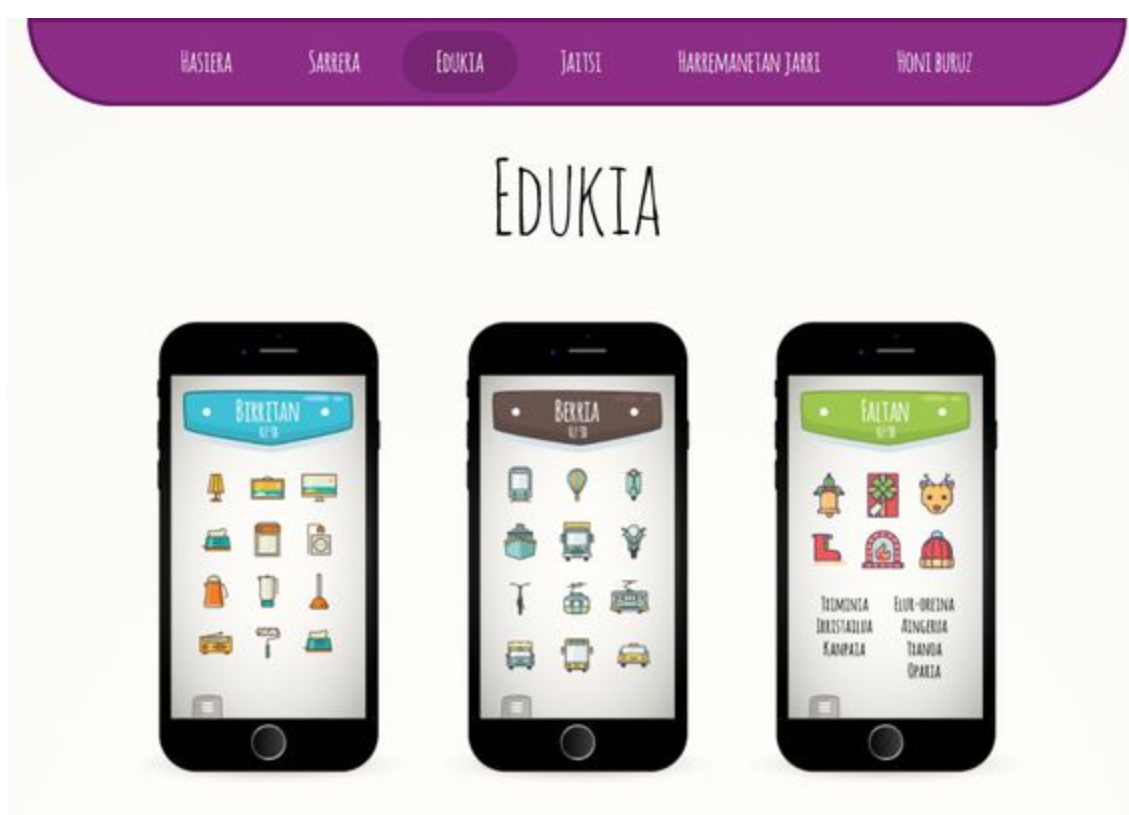 Hasiera Sarrera Edukia Jaitsi Harremanetan jarri Honi buruz
Edukia
Birritan
Berria
Faltan
Tximinia
Irristailua
Kanpaia
Elur-oreina
Aingerua
Txanoa
Oparia